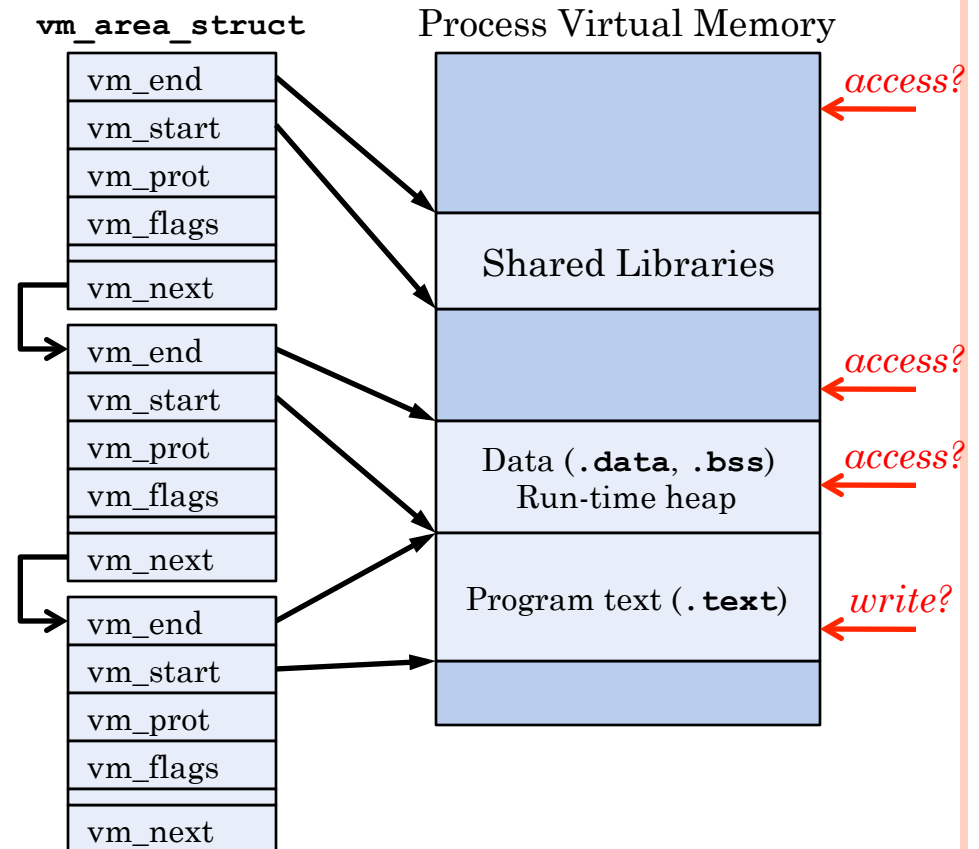 vm_area_struct
Process Virtual Memory
vm_end
vm_start
vm_prot
vm_flags
vm_next
vm_end
vm_start
vm_prot
vm_flags
vm_next
vm_end
vm_start
vm_prot
vm_flags
vm_next
Shared Libraries
Data (.data, .bss)
Run-time heap
Program text (.text)
access?
access?
access?
write?